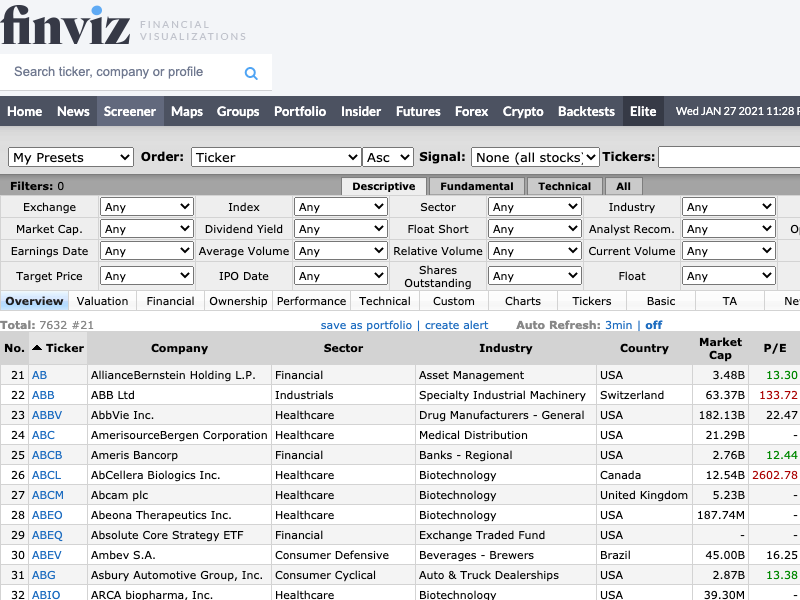 finviz FINANCIAL VISUALIZATIONS
Search ticker, company or profile
Home News Screener Maps Groups Portfolio Insider Futures Forex Crypto Backtests Elite Wed JAN 27 2021 11:28
My Presets Order: Ticker Asc Signal: None (all stocks) Tickers:
Filters: 0 Descriptive Fundamental Technical All
Exchange Any Index Any Sector Any Industry Any
Market Cap. Any Dividend Yield Any Float Short Any Analyst Recom. Any
Earnings Date Any Average Volume Any Relative Volume Any Current Volume Any
Target Price Any IPO Date Any Shares Outstanding Any Float Any
Overview Valuation Financial Ownership Performance Technical Custom Charts Tickers Basic TA
Total: 7632 #21 save as portfolio | create alert Auto Refresh: 3min | off
No. Ticker Company Sector Industry Country Market Cap P/E
21 AB AllianceBernstein Holding L.P. Financial Asset Management USA 3.48B 13.30
22 ABB ABB Ltd Industrials Specialty Industrial Machinery Switzerland 63.37B 133.72
23 ABBV AbbVie Inc. Healthcare Drug Manufacturers - General USA 182.13B 22.47
24 ABC AmerisourceBergen Corporation Healthcare Medical Distribution USA 21.29B -
25 ABCB Ameris Bancorp Financial Banks - Regional USA 2.76B 12.44
26 ABCL AbCellera Biologics Inc. Healthcare Biotechnology Canada 12.54B 2602.78
27 ABCM Abcam plc Healthcare Biotechnology United Kingdom 5.23B -
28 ABEO Abeona Therapeutics Inc. Healthcare Biotechnology USA 187.74M -
29 ABEQ Absolute Core Strategy ETF Financial Exchange Traded Fund USA - -
30 ABEV Ambev S.A. Consumer Defensive Beverages - Brewers Brazil 45.00B 16.25
31 ABG Asbury Automotive Group, Inc. Consumer Cyclical Auto & Truck Dealerships USA 2.87B 13.38
32 ABIO ARCA biopharma, Inc. Healthcare Biotechnology USA 39.30M -